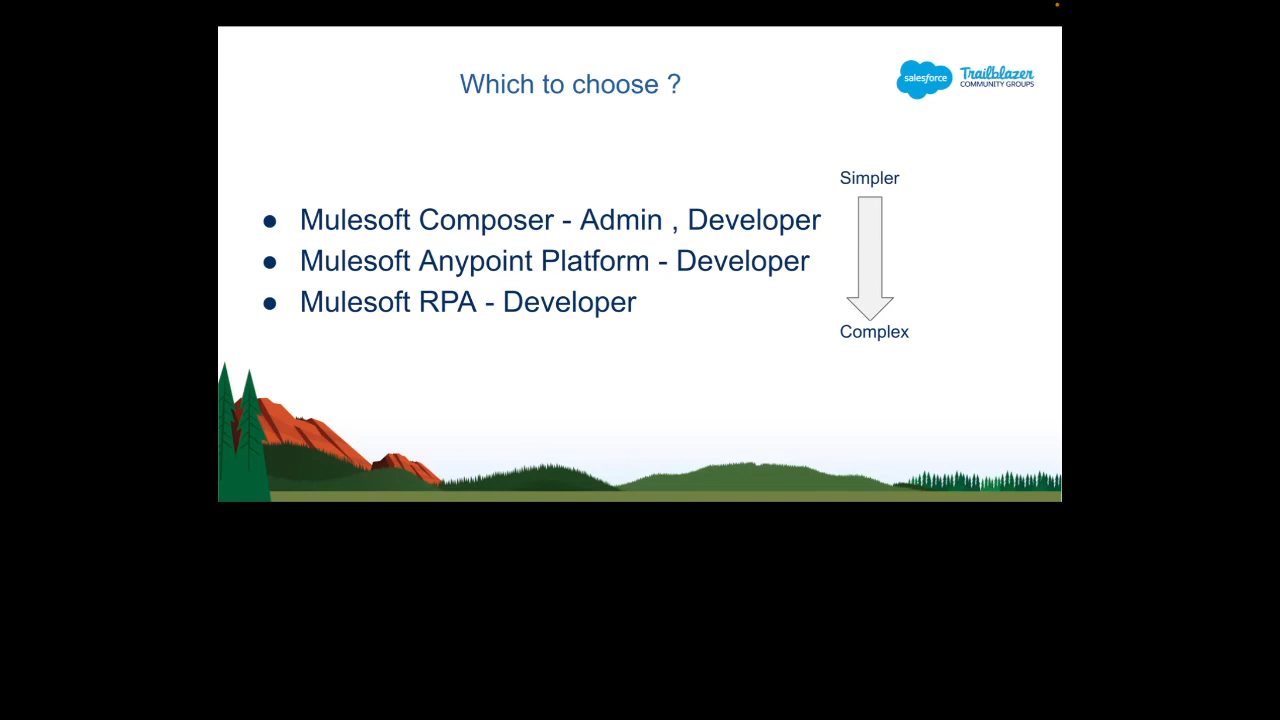 Which to choose ?
salesforce
Trailblazer
COMMUNITY GROUPS
Simpler
● Mulesoft Composer - Admin , Developer
● Mulesoft Anypoint Platform - Developer
● Mulesoft RPA - Developer
Complex